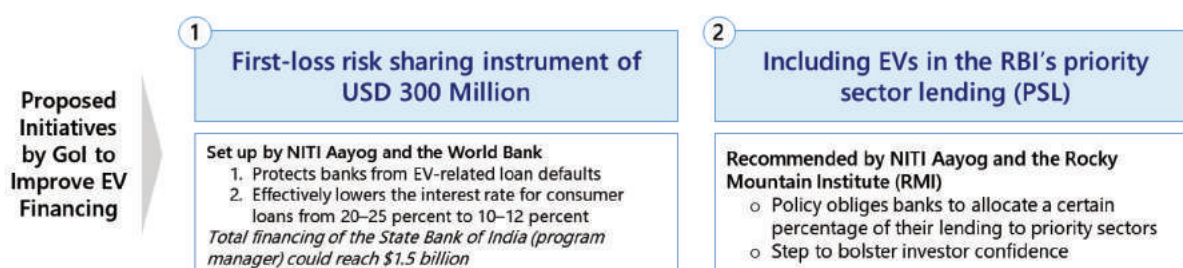 Proposed
Initiatives
by GoI to
Improve EV
Financing
1
First-loss risk sharing instrument of
USD 300 Million
Set up by NITI Aayog and the World Bank
1. Protects banks from EV-related loan defaults
2. Effectively lowers the interest rate for consumer
loans from 20–25 percent to 10–12 percent
Total financing of the State Bank of India (program
manager) could reach $1.5 billion
2
Including EVs in the RBI’s priority
sector lending (PSL)
Recommended by NITI Aayog and the Rocky
Mountain Institute (RMI)
o Policy obliges banks to allocate a certain
percentage of their lending to priority sectors
o Step to bolster investor confidence